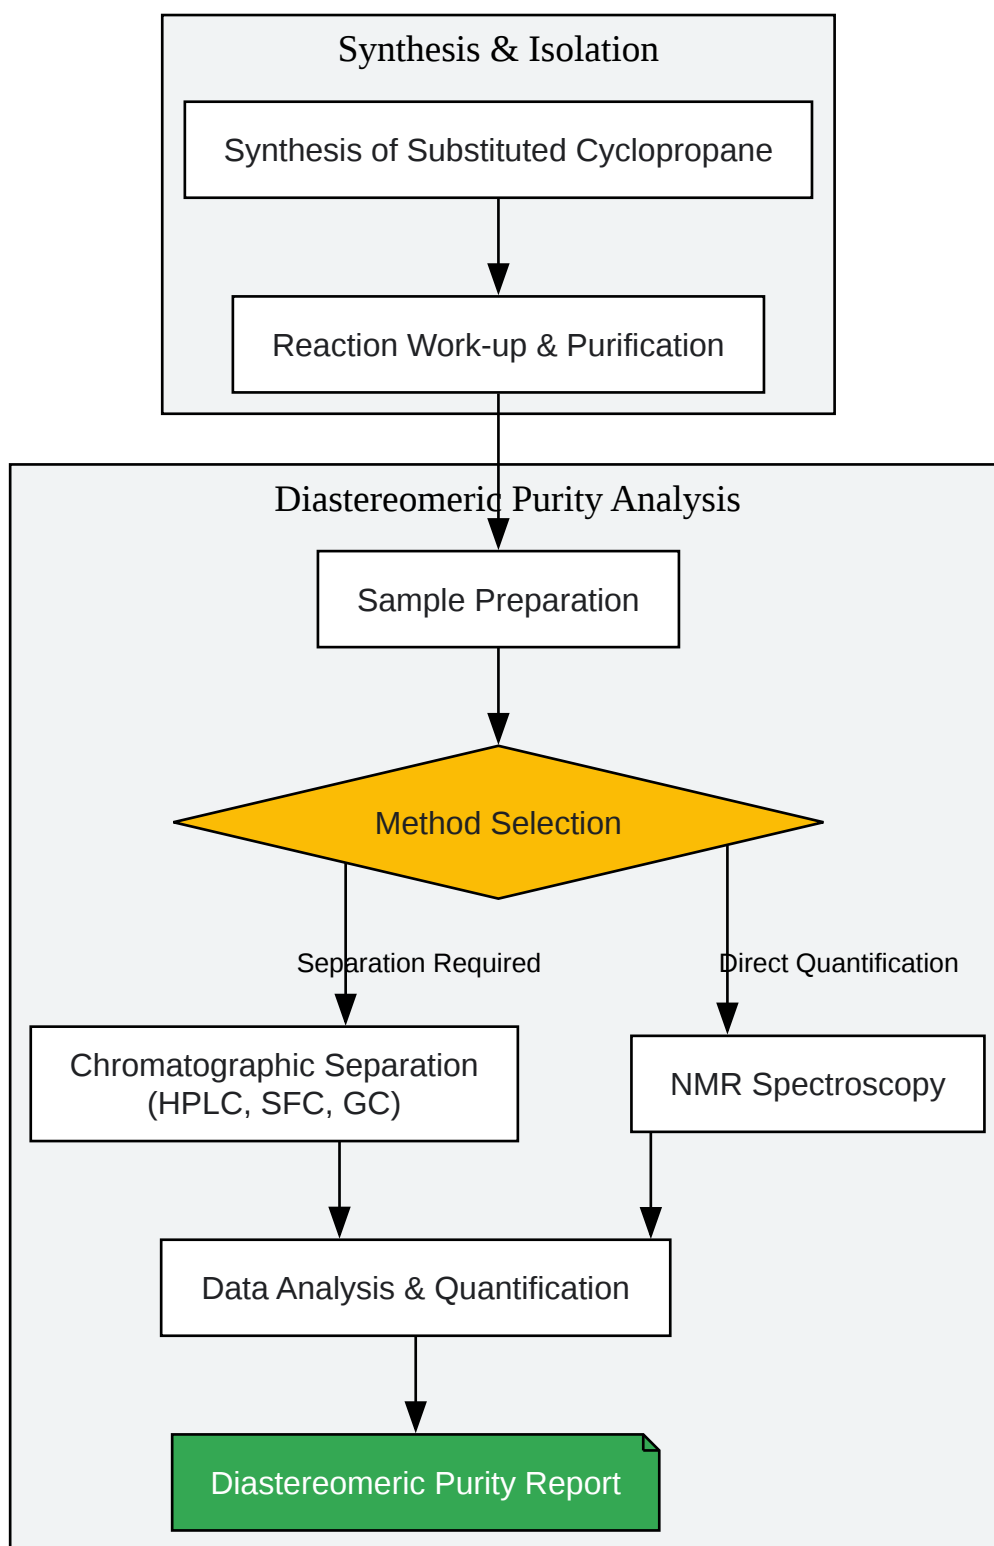 Synthesis & Isolation
Synthesis of Substituted Cyclopropane
Reaction Work-up & Purification
Diastereomeric Purity Analysis
Sample Preparation
Method Selection
Separation Required
Direct Quantification
Chromatographic Separation
(HPLC, SFC, GC)
NMR Spectroscopy
Data Analysis & Quantification
Diastereomeric Purity Report